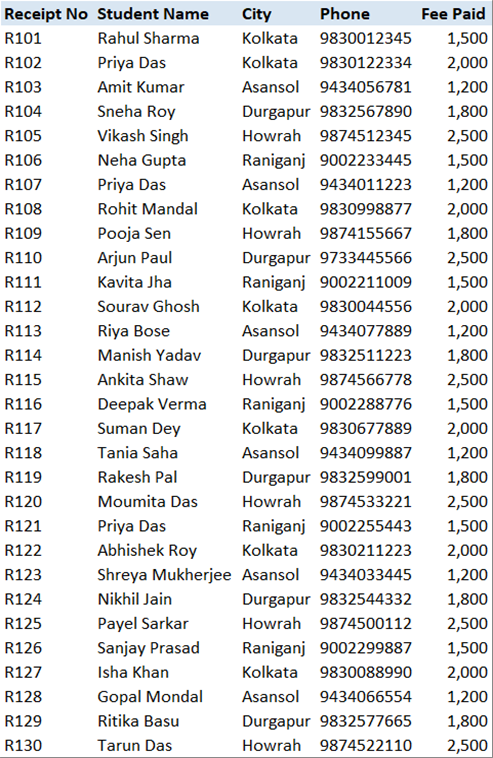 Receipt No Student Name City Phone Fee Paid
R101 Rahul Sharma Kolkata 9830012345 1,500
R102 Priya Das Kolkata 9830122334 2,000
R103 Amit Kumar Asansol 9434056781 1,200
R104 Sneha Roy Durgapur 9832567890 1,800
R105 Vikash Singh Howrah 9874512345 2,500
R106 Neha Gupta Raniganj 9002233445 1,500
R107 Priya Das Asansol 9434011223 1,200
R108 Rohit Mandal Kolkata 9830998877 2,000
R109 Pooja Sen Howrah 9874155667 1,800
R110 Arjun Paul Durgapur 9733445566 2,500
R111 Kavita Jha Raniganj 9002211009 1,500
R112 Sourav Ghosh Kolkata 9830044556 2,000
R113 Riya Bose Asansol 9434077889 1,200
R114 Manish Yadav Durgapur 9832511223 1,800
R115 Ankita Shaw Howrah 9874566778 2,500
R116 Deepak Verma Raniganj 9002288776 1,500
R117 Suman Dey Kolkata 9830677889 2,000
R118 Tania Saha Asansol 9434099887 1,200
R119 Rakesh Pal Durgapur 9832599001 1,800
R120 Moumita Das Howrah 9874533221 2,500
R121 Priya Das Raniganj 9002255443 1,500
R122 Abhishek Roy Kolkata 9830211223 2,000
R123 Shreya Mukherjee Asansol 9434033445 1,200
R124 Nikhil Jain Durgapur 9832544332 1,800
R125 Payel Sarkar Howrah 9874500112 2,500
R126 Sanjay Prasad Raniganj 9002299887 1,500
R127 Isha Khan Kolkata 9830088990 2,000
R128 Gopal Mondal Asansol 9434066554 1,200
R129 Ritika Basu Durgapur 9832577665 1,800
R130 Tarun Das Howrah 9874522110 2,500